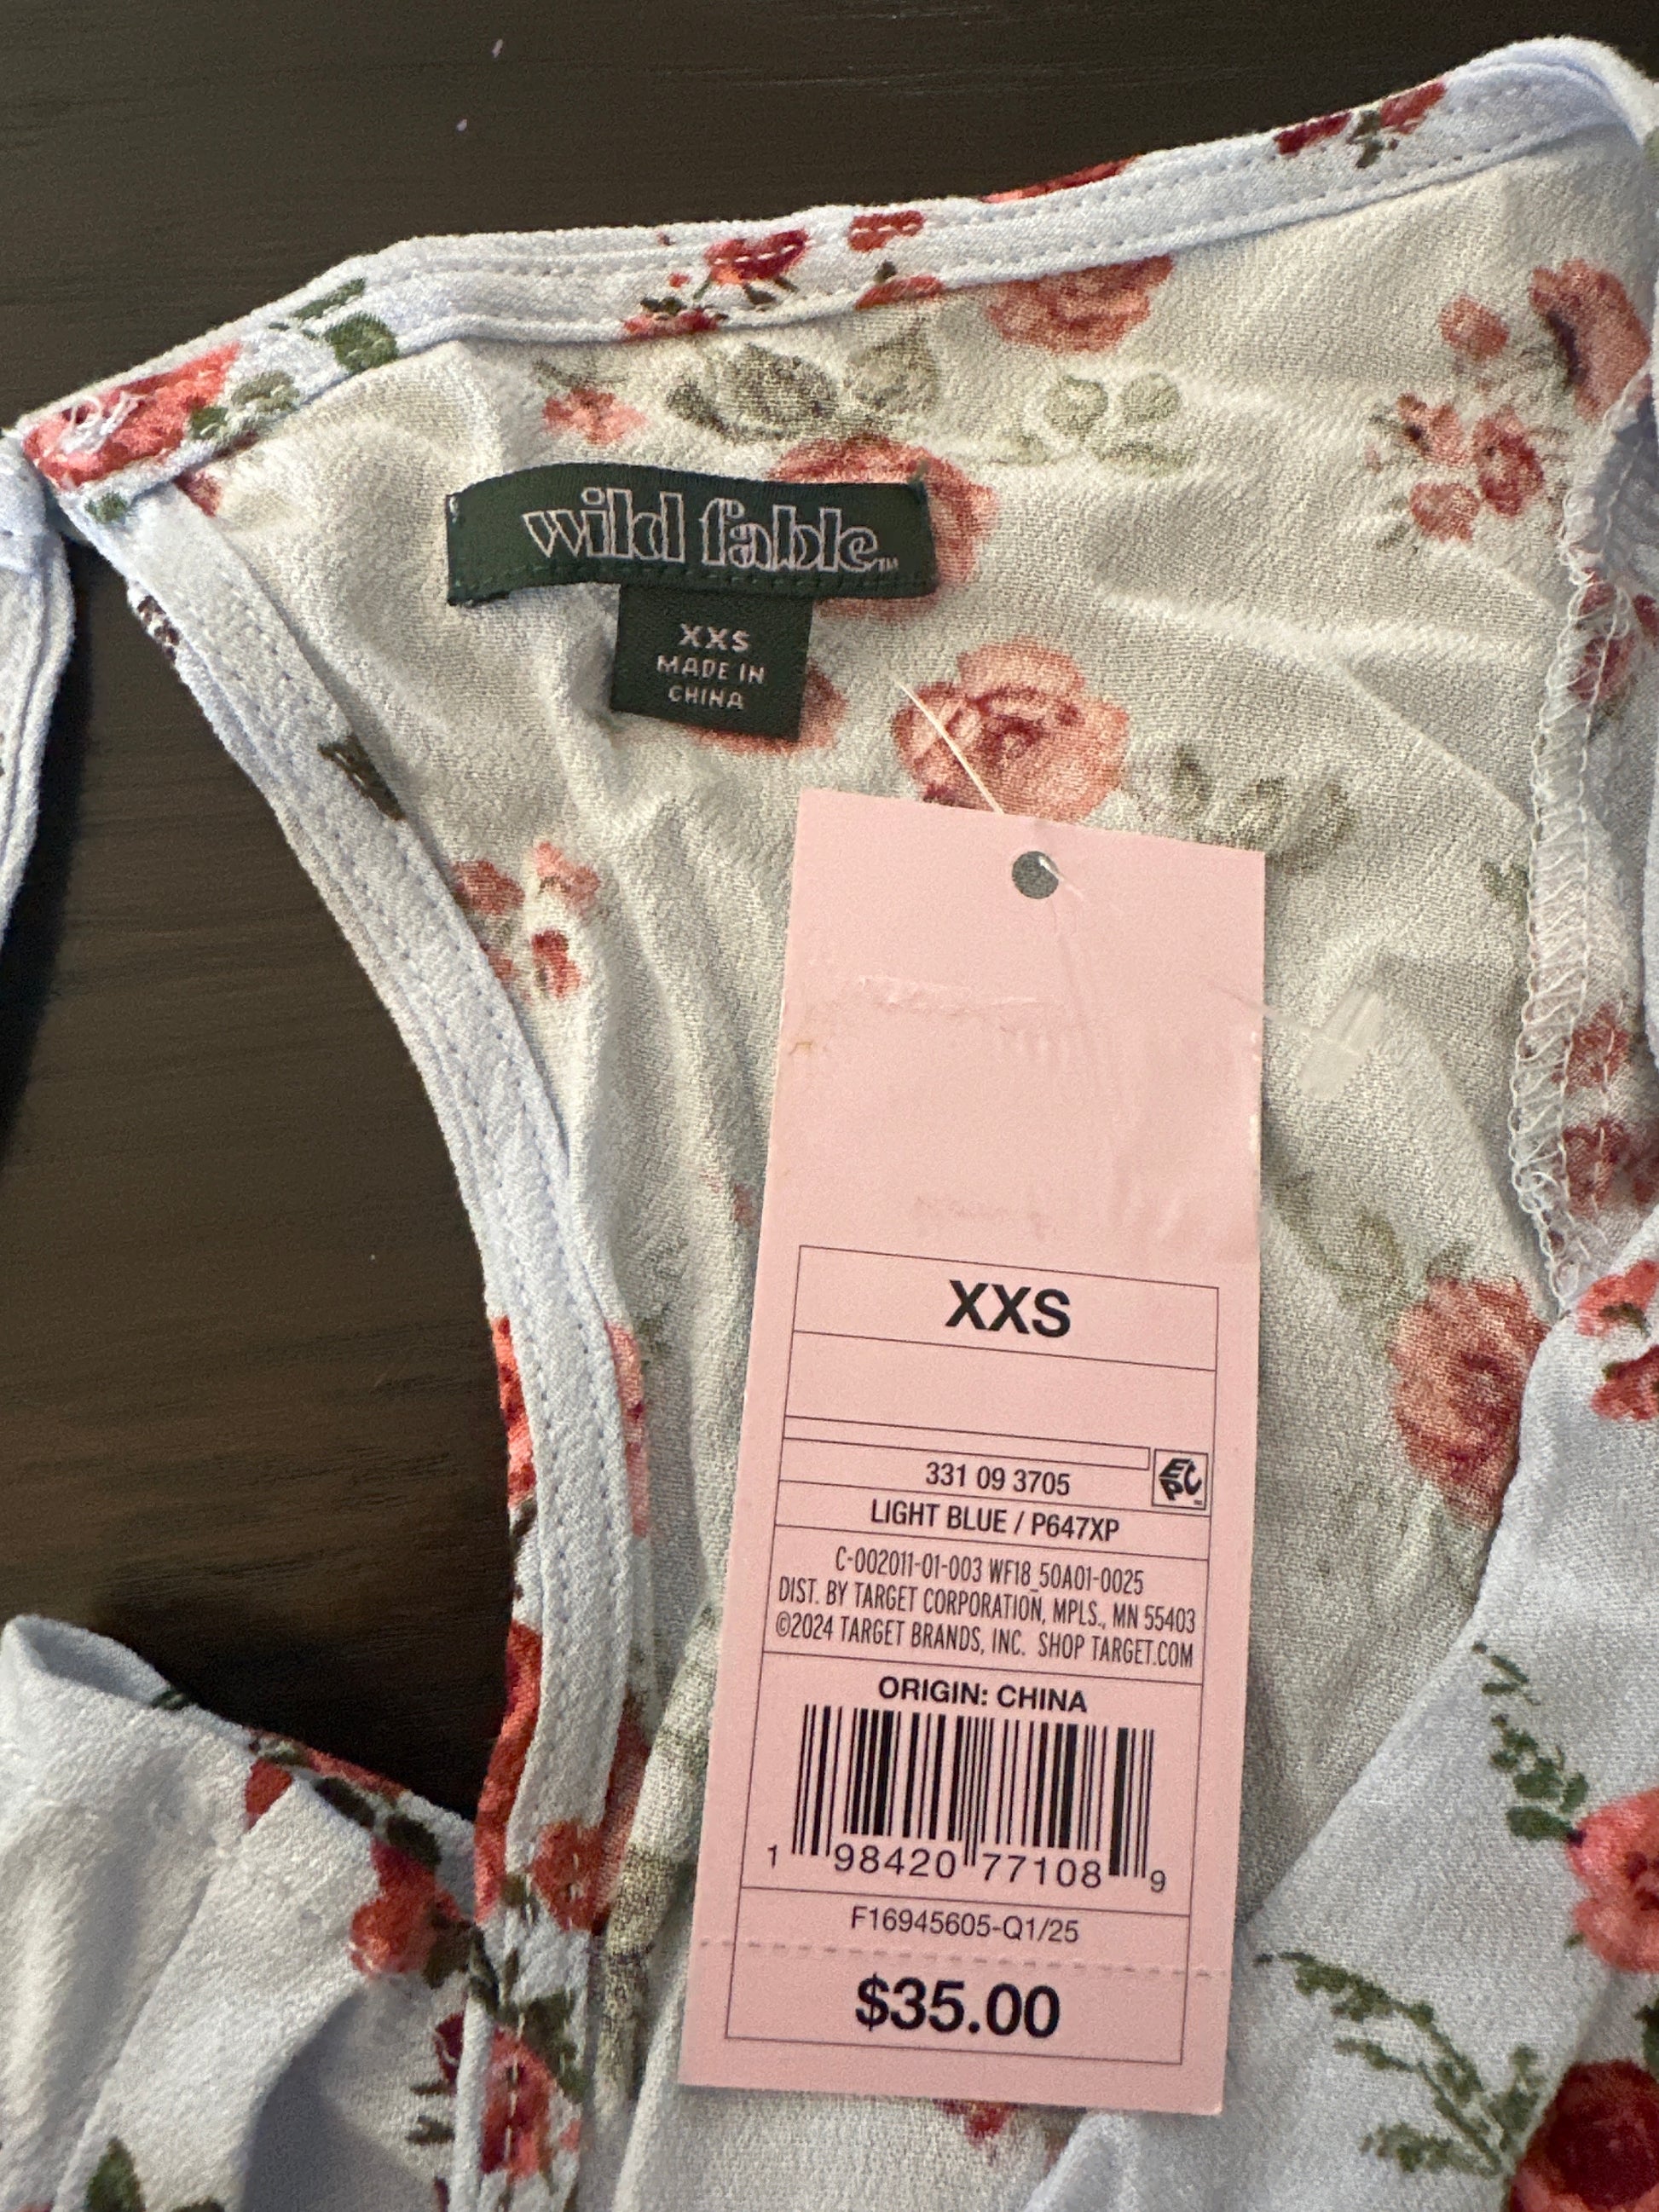 wild fable™
XXS
MADE IN
CHINA
XXS
331 09 3705
EPC
LIGHT BLUE / P647XP
C-002011-01-003 WF18_50A01-0025
DIST. BY TARGET CORPORATION, MPLS., MN 55403
©2024 TARGET BRANDS, INC. SHOP TARGET.COM
ORIGIN: CHINA
1 98420 77108 9
F16945605-Q1/25
$35.00